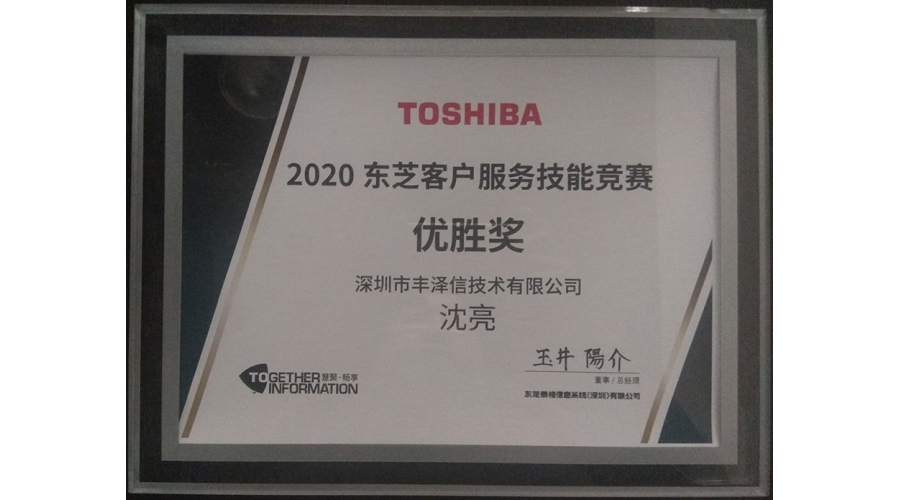 TOSHIBA
2020 东芝客户服务技能竞赛
优胜奖
深圳市丰泽信技术有限公司
沈亮
玉井 陽介
董事 / 总经理
东芝泰格信息系统(深圳)有限公司
TOGETHER 慧聚·畅享
INFORMATION